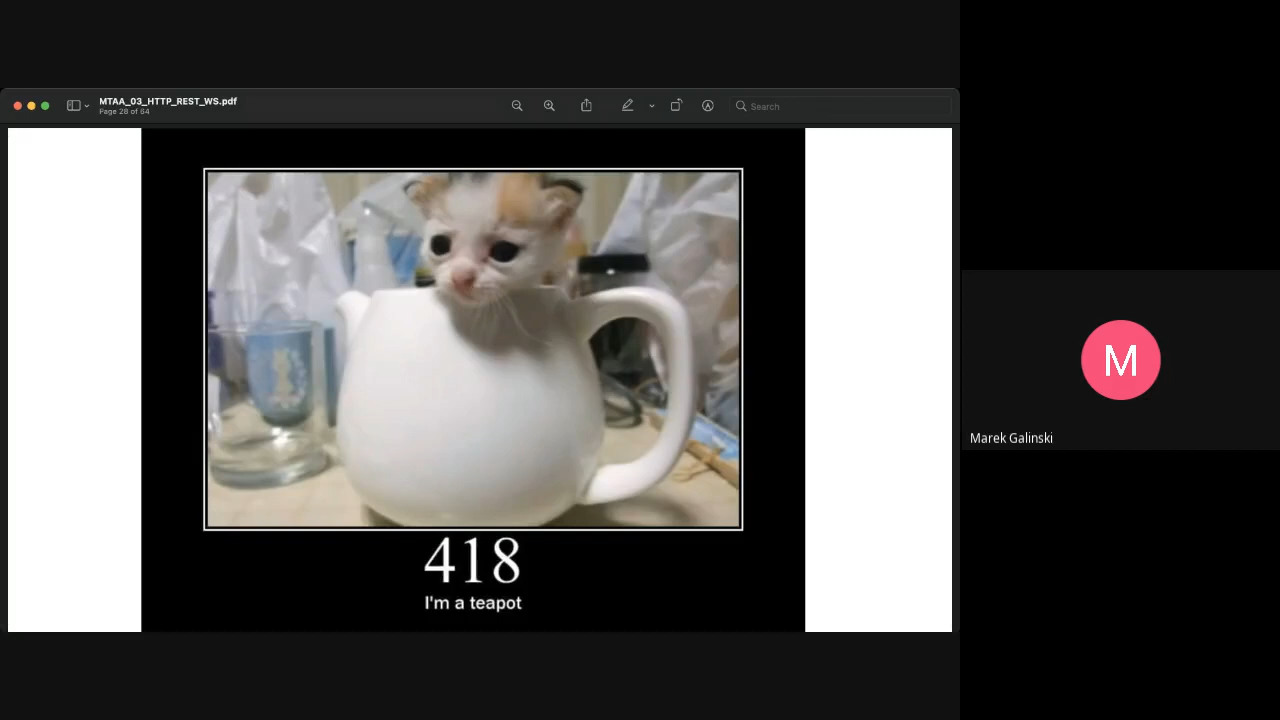 MTAA_03_HTTP_REST_WS.pdf
Page 28 of 64
Search
418
I'm a teapot
M
Marek Galinski